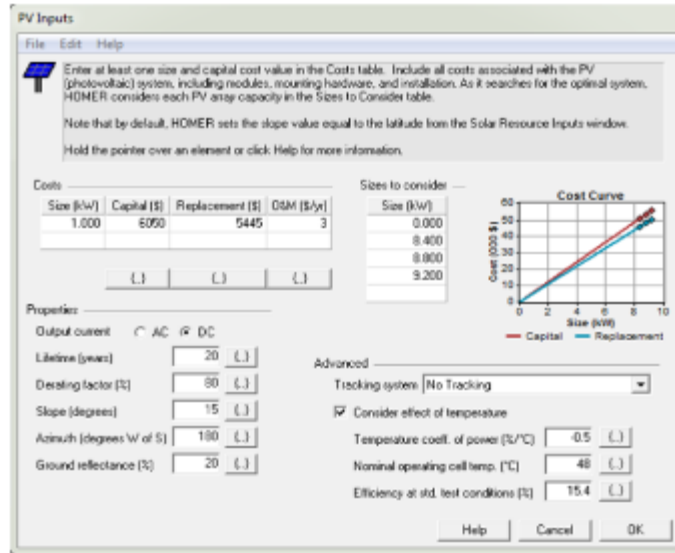 PV Inputs
File Edit Help
Enter at least one size and capital cost value in the Costs table. Include all costs associated with the PV
(photovoltaic) system, including modules, mounting hardware, and installation. As it searches for the optimal system,
HOMER considers each PV array capacity in the Sizes to Consider table.
Note that by default, HOMER sets the slope value equal to the latitude from the Solar Resource Inputs window.
Hold the pointer over an element or click Help for more information.
Costs
Size (kW) Capital ($) Replacement ($) O&M ($/yr)
1.000 6050 5445 3
{..} {..} {..}
Sizes to consider
Size (kW)
0.000
8.400
8.800
9.200
Cost Curve
Cost (000 $)
60
50
40
30
20
10
0
0 2 4 6 8 10
Size (kW)
Capital Replacement
Properties
Output current AC DC
Lifetime (years) 20 {..}
Derating factor (%) 80 {..}
Slope (degrees) 15 {..}
Azimuth (degrees W of S) 180 {..}
Ground reflectance (%) 20 {..}
Advanced
Tracking system No Tracking
Consider effect of temperature
Temperature coeff. of power (%/°C) -0.5 {..}
Nominal operating cell temp. (°C) 48 {..}
Efficiency at std. test conditions (%) 15.4 {..}
Help Cancel OK